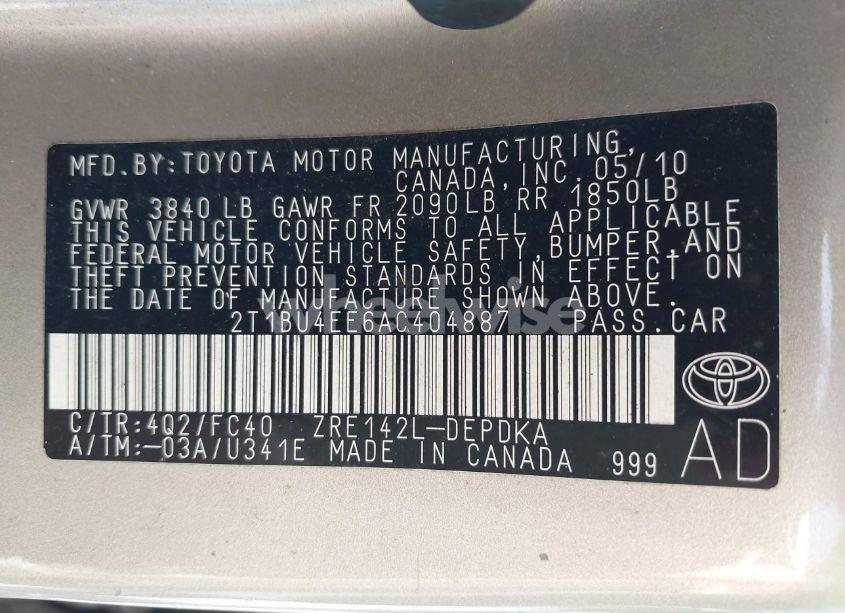 MFD.BY:TOYOTA MOTOR MANUFACTURING,
CANADA, INC. 05/10
GVWR 3840 LB GAWR FR 2090LB RR 1850LB
THIS VEHICLE CONFORMS TO ALL APPLICABLE
FEDERAL MOTOR VEHICLE SAFETY,BUMPER,AND
THEFT PREVENTION STANDARDS IN EFFECT ON
THE DATE OF MANUFACTURE SHOWN ABOVE.
2T1BU4EE6AC404887 PASS.CAR
wheelwise
C/TR:4Q2/FC40 ZRE142L-DEPDKA
A/TM:-03A/U341E MADE IN CANADA 999 AD